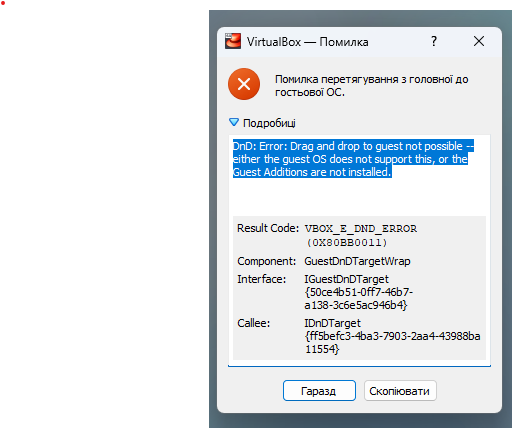 VirtualBox — Помилка
?
Помилка перетягування з головної до
гостьової ОС.
Подробиці
DnD: Error: Drag and drop to guest not possible --
either the guest OS does not support this, or the
Guest Additions are not installed.
Result Code: VBOX_E_DND_ERROR
(0X80BB0011)
Component: GuestDnDTargetWrap
Interface: IGuestDnDTarget
{50ce4b51-0ff7-46b7-
a138-3c6e5ac946b4}
Callee: IDnDTarget
{ff5befc3-4ba3-7903-2aa4-43988ba
11554}
Гаразд
Скопіювати